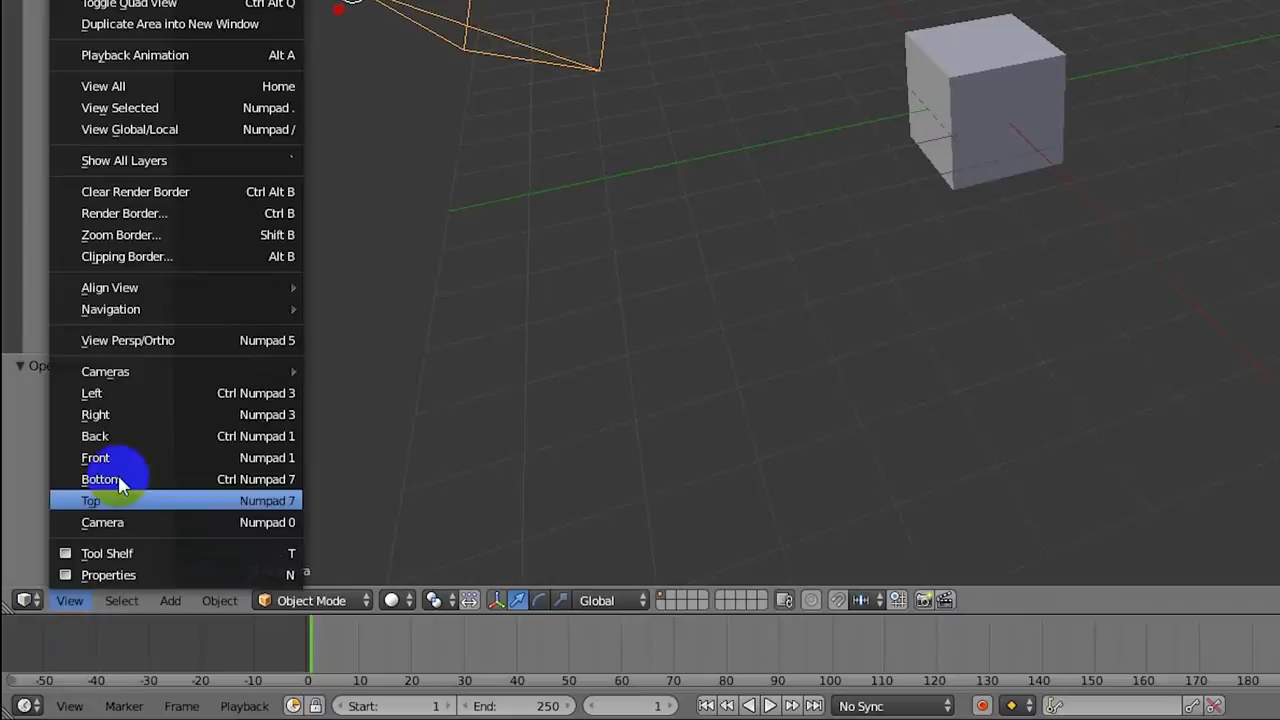 Toggle Quad View Ctrl Alt Q
Duplicate Area into New Window
Playback Animation Alt A
View All Home
View Selected Numpad .
View Global/Local Numpad /
Show All Layers `
Clear Render Border Ctrl Alt B
Render Border... Ctrl B
Zoom Border... Shift B
Clipping Border... Alt B
Align View
Navigation
View Persp/Ortho Numpad 5
Cameras
Left Ctrl Numpad 3
Right Numpad 3
Back Ctrl Numpad 1
Front Numpad 1
Bottom Ctrl Numpad 7
Top Numpad 7
Camera Numpad 0
Tool Shelf T
Properties N
View Select Add Object Object Mode Global
-50 -40 -30 -20 -10 0 10 20 30 40 50 60 70 80 90 100 110 120 130 140 150 160 170 180
View Marker Frame Playback Start: 1 End: 250 1 No Sync